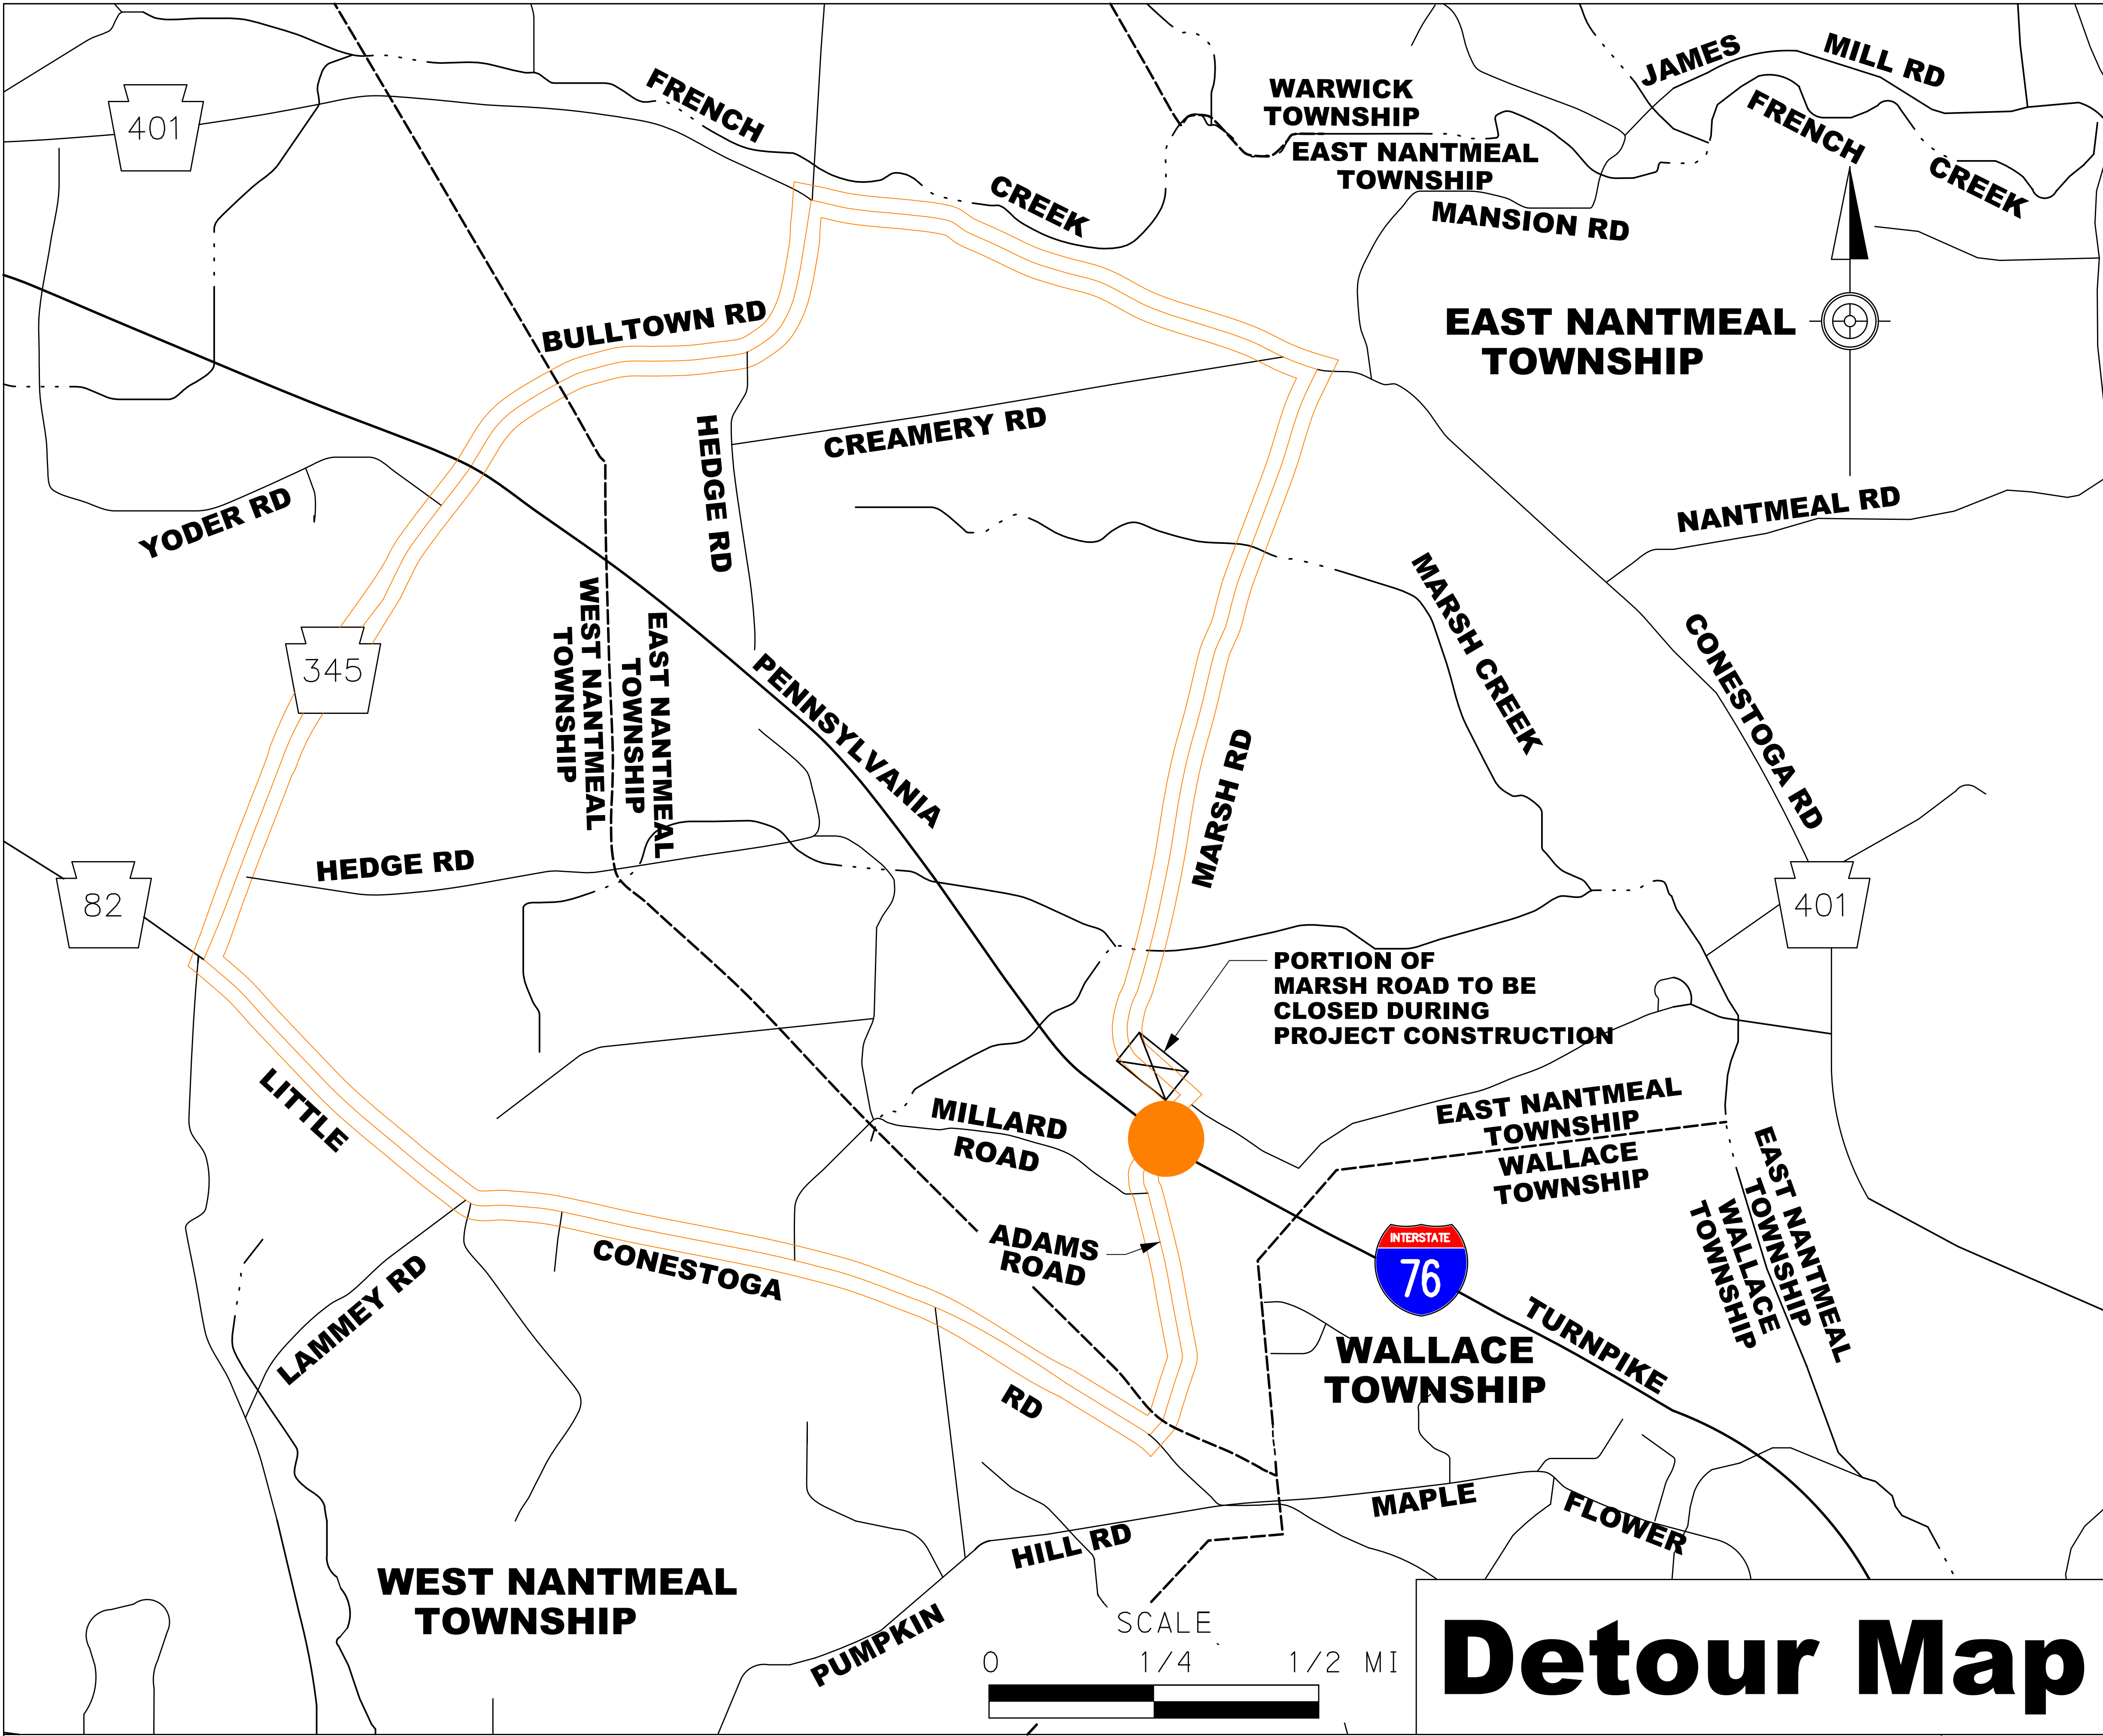 JAMES
MILL RD
401
FRENCH
CREEK
WARWICK
TOWNSHIP
EAST NANTMEAL
TOWNSHIP
FRENCH
CREEK
MANSION RD
BULLTOWN RD
EAST NANTMEAL
TOWNSHIP
CREAMERY RD
HEDGE RD
YODER RD
NANTMEAL RD
345
WEST NANTMEAL
TOWNSHIP
EAST NANTMEAL
TOWNSHIP
PENNSYLVANIA
MARSH CREEK
CONESTOGA RD
MARSH RD
HEDGE RD
82
401
PORTION OF
MARSH ROAD TO BE
CLOSED DURING
PROJECT CONSTRUCTION
LITTLE
MILLARD
ROAD
EAST NANTMEAL
TOWNSHIP
WALLACE
TOWNSHIP
EAST NANTMEAL
TOWNSHIP
WALLACE
TOWNSHIP
ADAMS
ROAD
CONESTOGA
RD
LAMMEY RD
INTERSTATE
76
TURNPIKE
WALLACE
TOWNSHIP
MAPLE
FLOWER
HILL RD
PUMPKIN
WEST NANTMEAL
TOWNSHIP
SCALE
0 1/4 1/2 MI
Detour Map